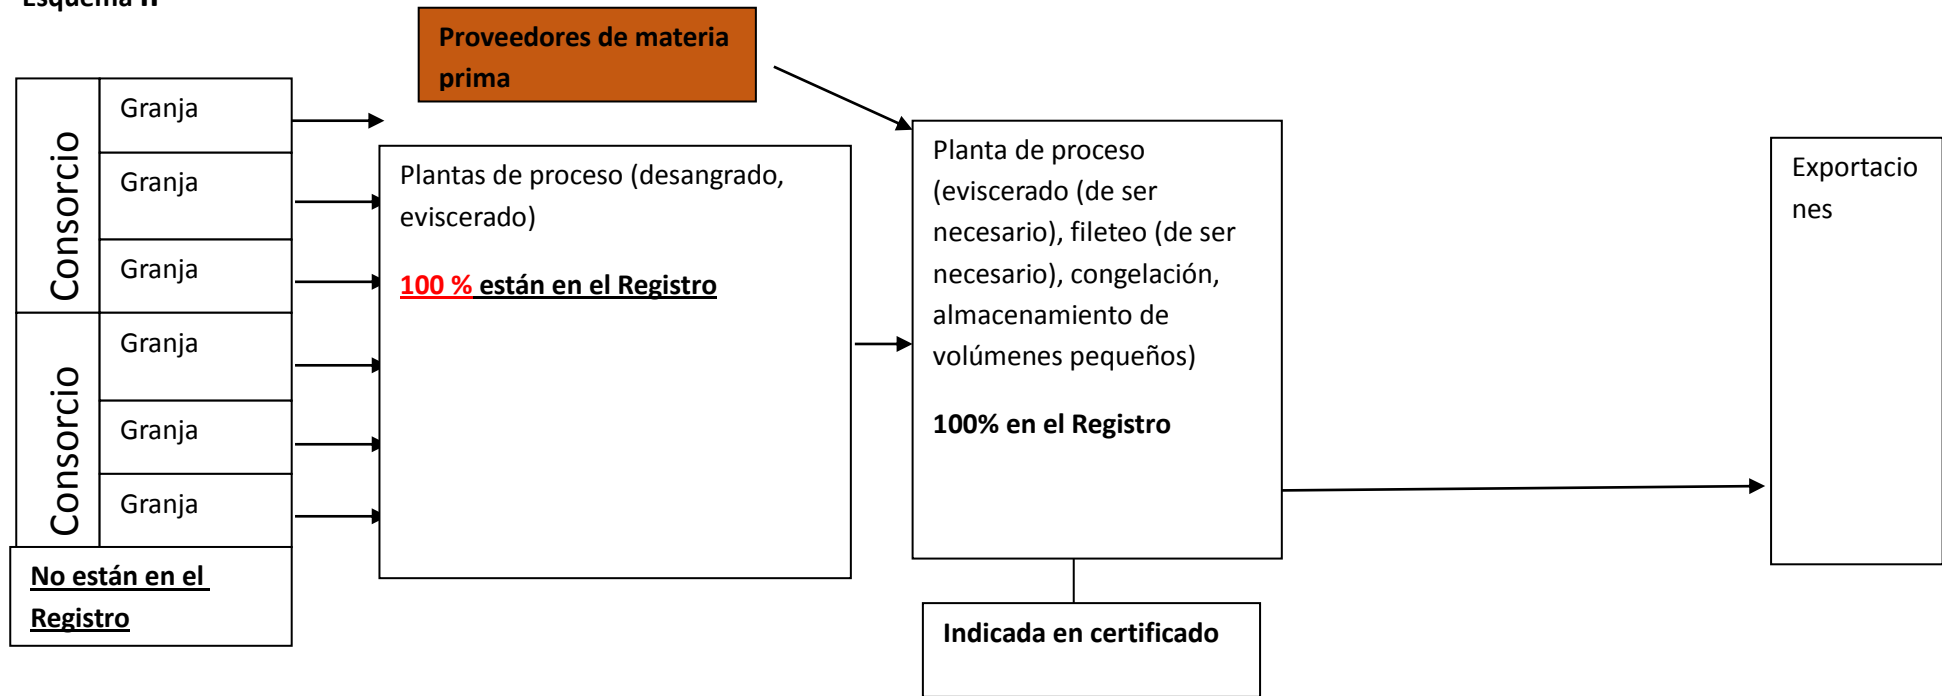 Esquema II
Proveedores de materia
prima
Consorcio
Granja
Granja
Granja
Consorcio
Granja
Granja
Granja
No están en el
Registro
Plantas de proceso (desangrado,
eviscerado)
100 % están en el Registro
Planta de proceso
(eviscerado (de ser
necesario), fileteo (de ser
necesario), congelación,
almacenamiento de
volúmenes pequeños)
100% en el Registro
Indicada en certificado
Exportacio
nes